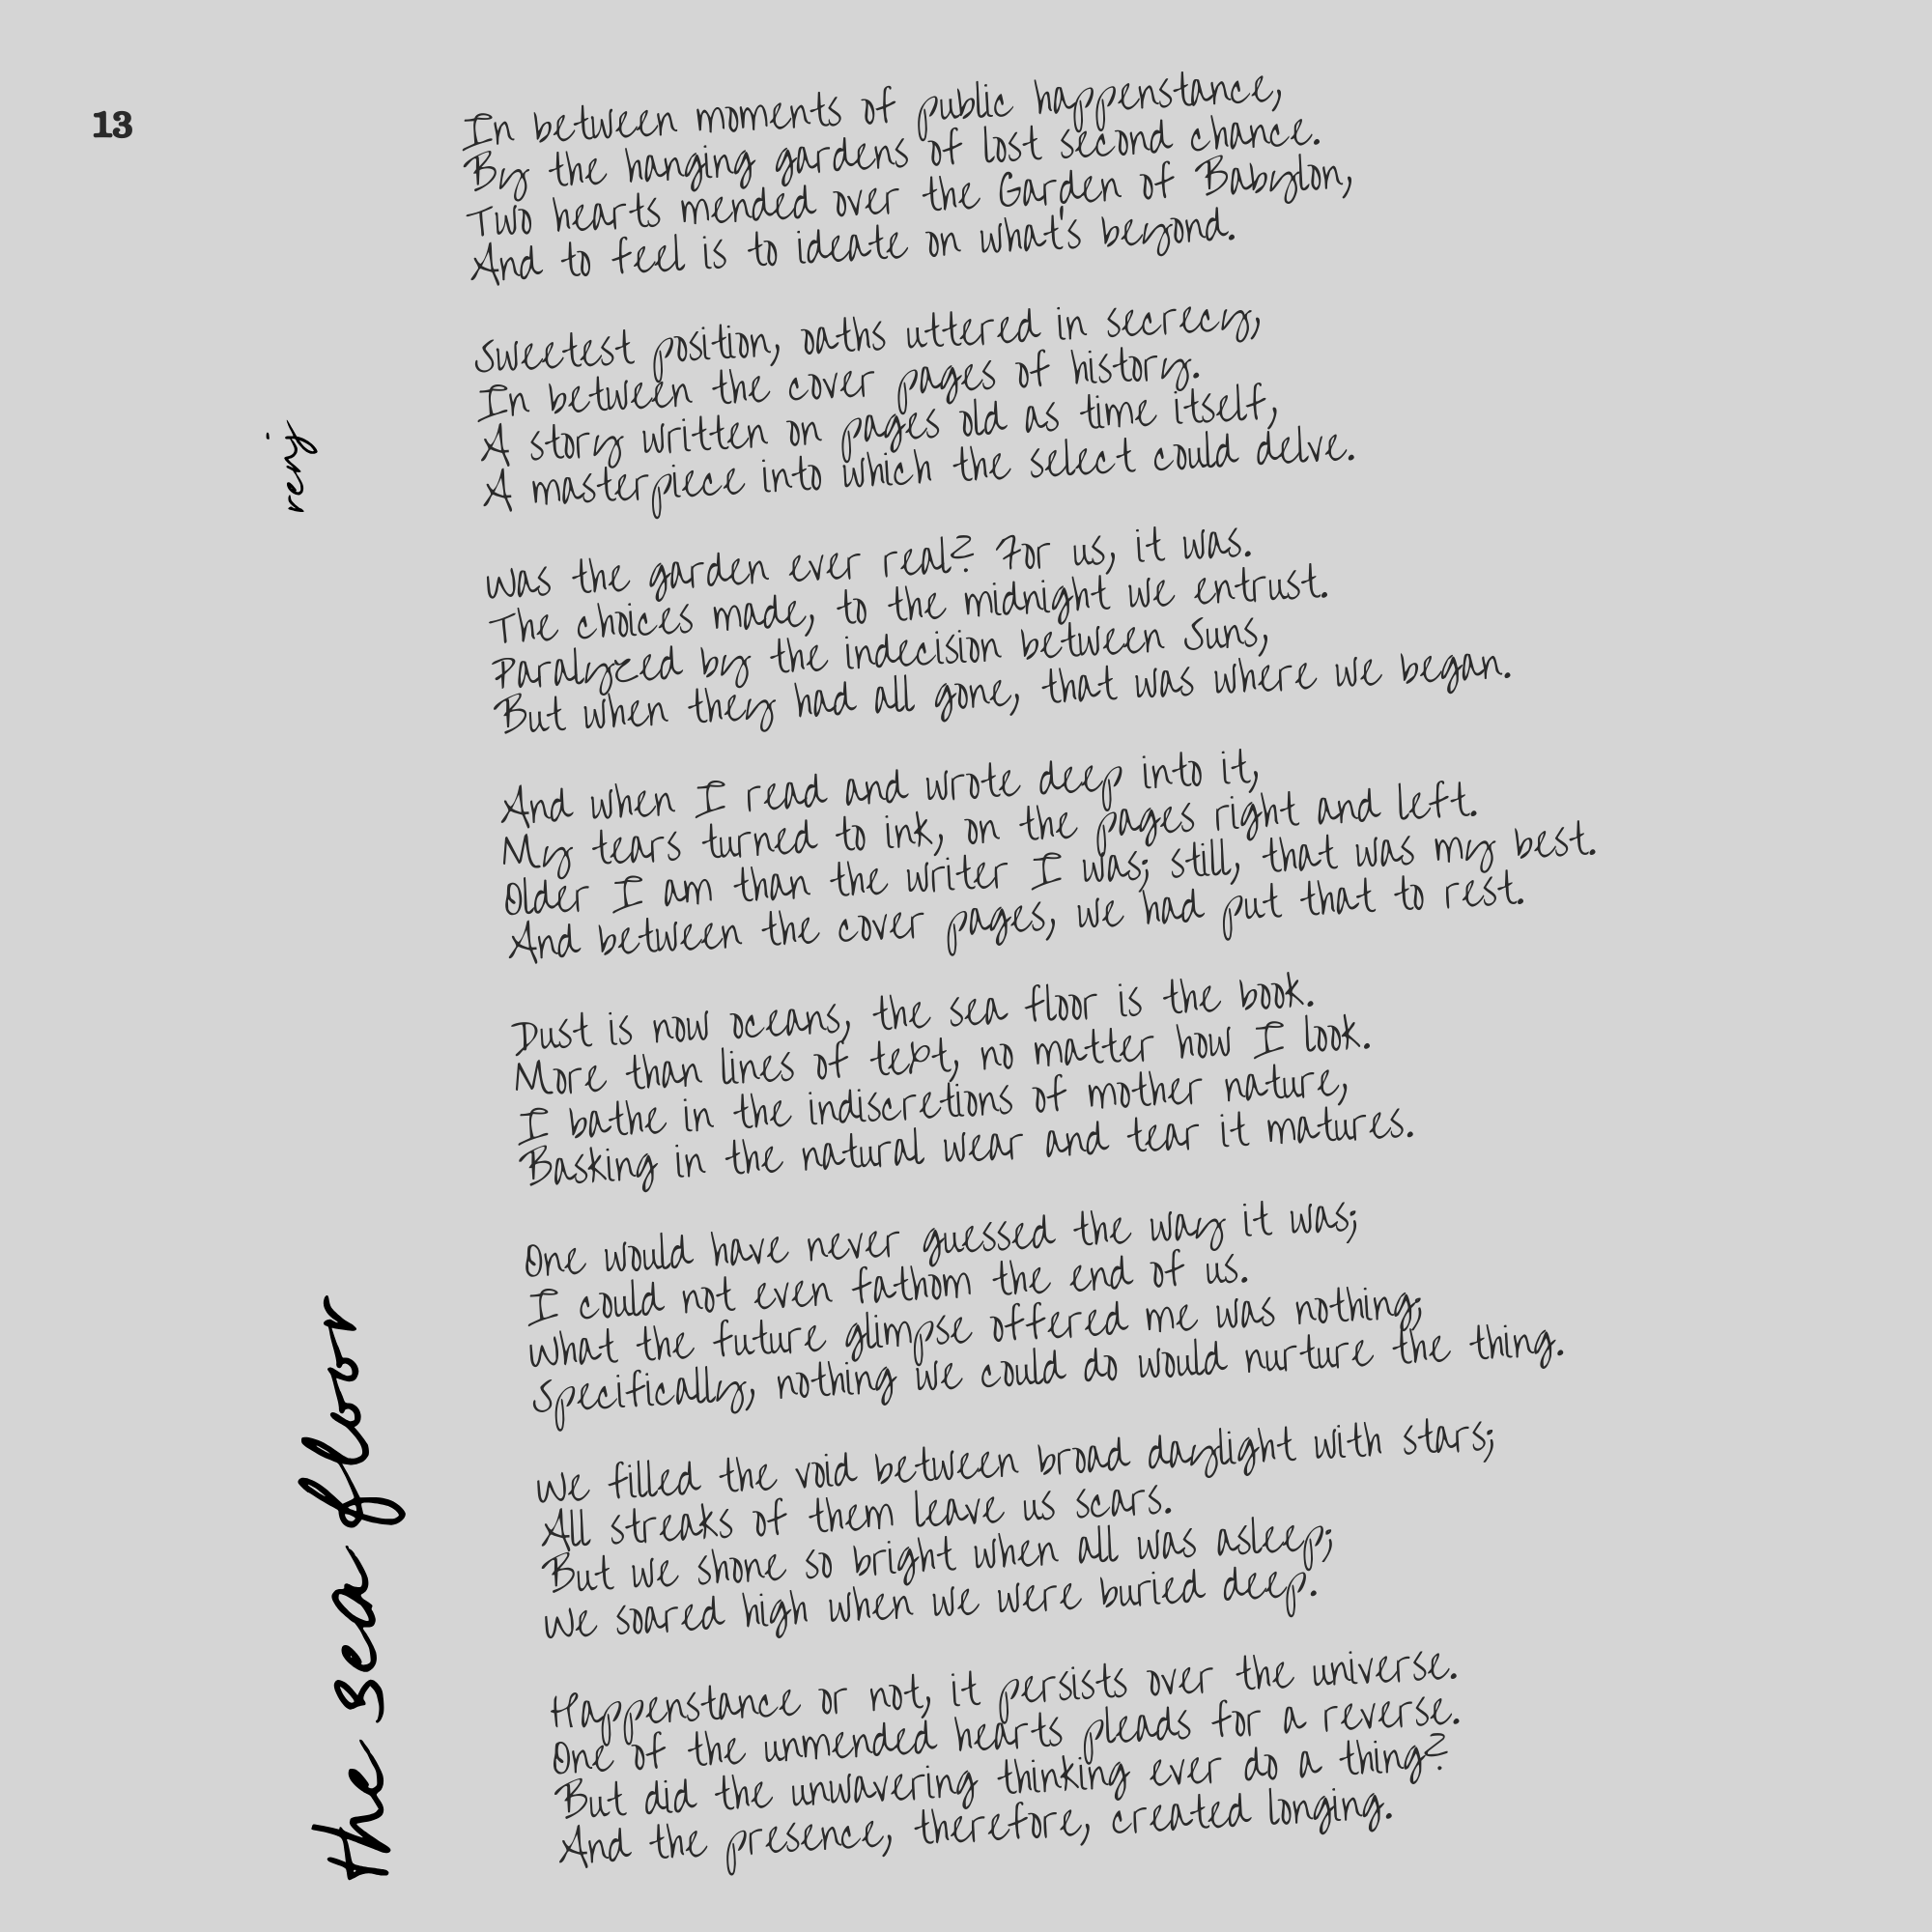 13
the sea floor
reij
In between moments of public happenstance,
By the hanging gardens of lost second chance.
Two hearts mended over the Garden of Babylon,
And to feel is to ideate on what's beyond.
Sweetest position, oaths uttered in secrecy,
In between the cover pages of history.
A story written on pages old as time itself,
A masterpiece into which the select could delve.
Was the garden ever real? For us, it was.
The choices made, to the midnight we entrust.
Paralyzed by the indecision between Suns,
But when they had all gone, that was where we began.
And when I read and wrote deep into it,
My tears turned to ink, on the pages right and left.
Older I am than the writer I was; still, that was my best.
And between the cover pages, we had put that to rest.
Dust is now oceans, the sea floor is the book.
More than lines of text, no matter how I look.
I bathe in the indiscretions of mother nature,
Basking in the natural wear and tear it matures.
One would have never guessed the way it was;
I could not even fathom the end of us.
What the future glimpse offered me was nothing;
Specifically, nothing we could do would nurture the thing.
We filled the void between broad daylight with stars;
All streaks of them leave us scars.
But we shone so bright when all was asleep;
We soared high when we were buried deep.
Happenstance or not, it persists over the universe.
One of the unmended hearts pleads for a reverse.
But did the unwavering thinking ever do a thing?
And the presence, therefore, created longing.